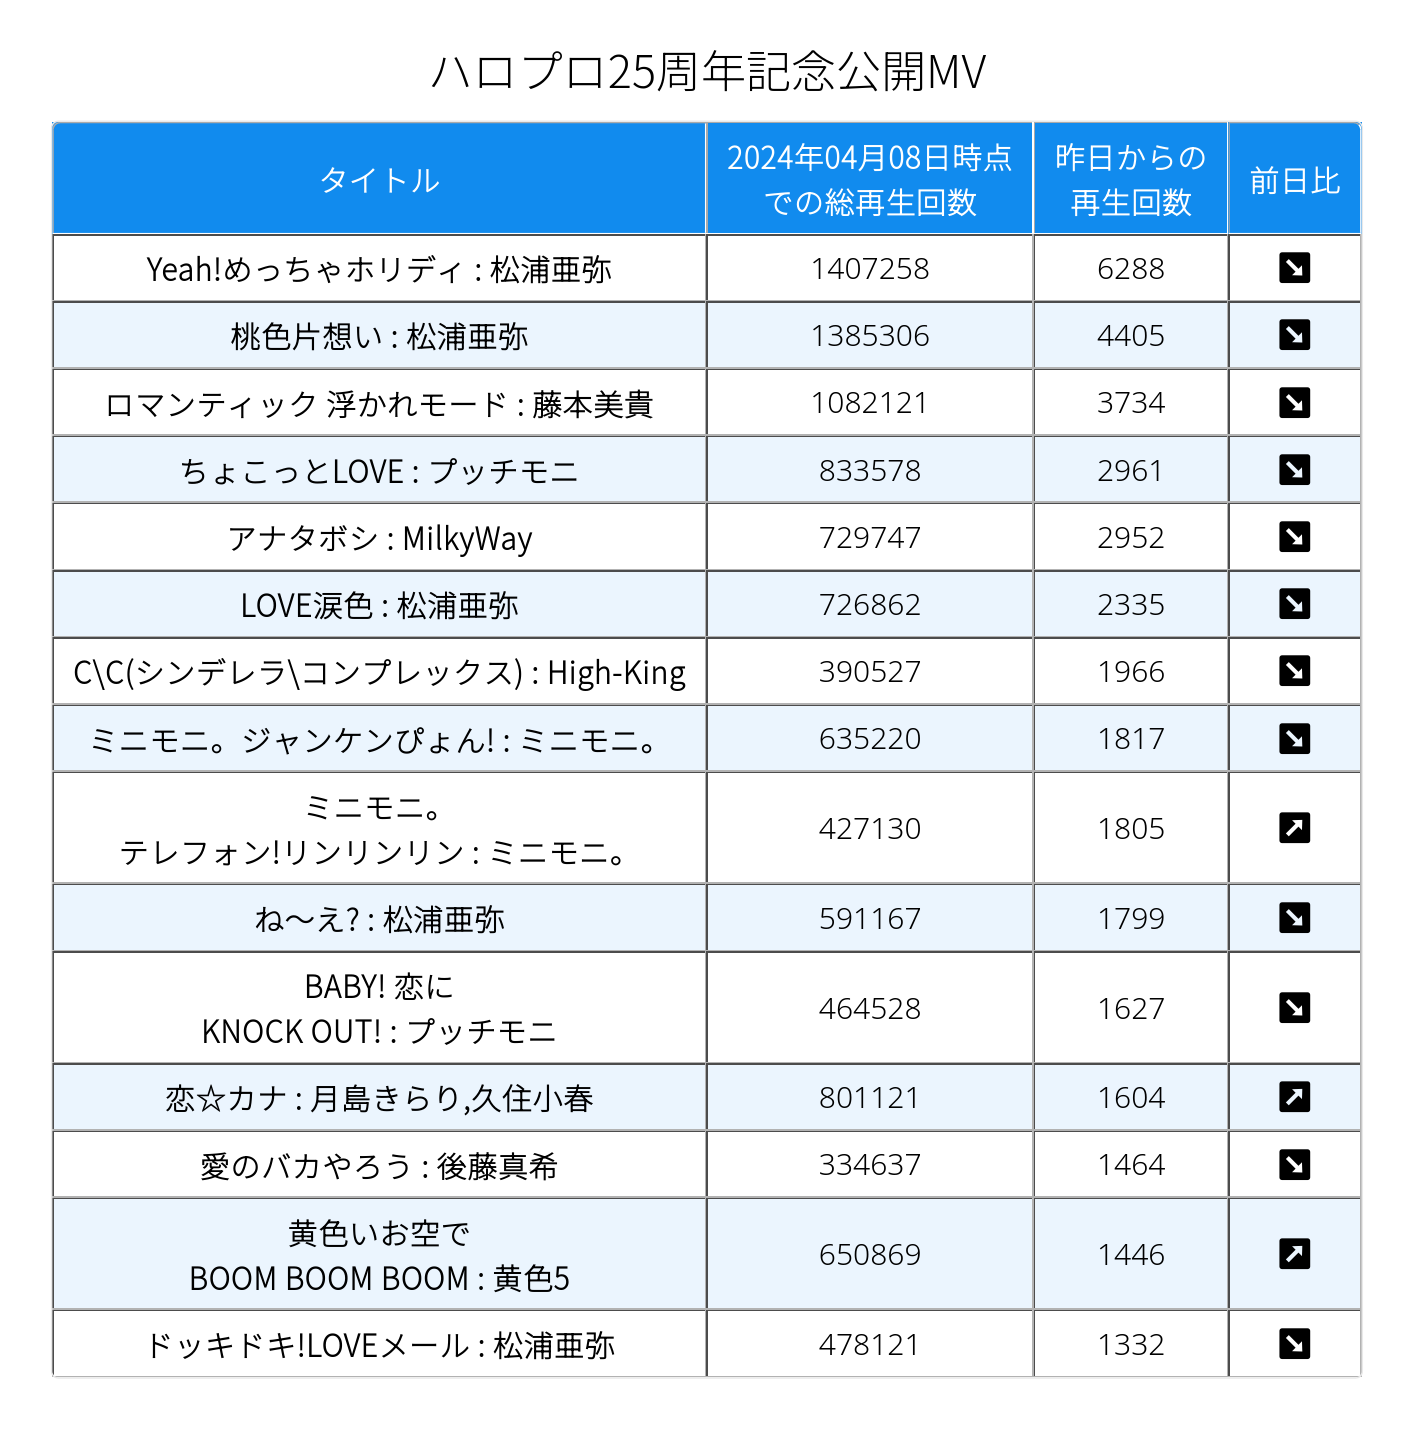 ハロプロ25周年記念公開MV
タイトル
2024年04月08日時点
での総再生回数
昨日からの
再生回数
前日比
Yeah!めっちゃホリディ : 松浦亜弥 1407258 6288
桃色片想い : 松浦亜弥 1385306 4405
ロマンティック 浮かれモード : 藤本美貴 1082121 3734
ちょこっとLOVE : プッチモニ 833578 2961
アナタボシ : MilkyWay 729747 2952
LOVE涙色 : 松浦亜弥 726862 2335
C\C(シンデレラ\コンプレックス) : High-King 390527 1966
ミニモニ。ジャンケンぴょん! : ミニモニ。 635220 1817
ミニモニ。
テレフォン!リンリンリン : ミニモニ。 427130 1805
ね～え? : 松浦亜弥 591167 1799
BABY! 恋に
KNOCK OUT! : プッチモニ 464528 1627
恋☆カナ : 月島きらり,久住小春 801121 1604
愛のバカやろう : 後藤真希 334637 1464
黄色いお空で
BOOM BOOM BOOM : 黄色5 650869 1446
ドッキドキ!LOVEメール : 松浦亜弥 478121 1332